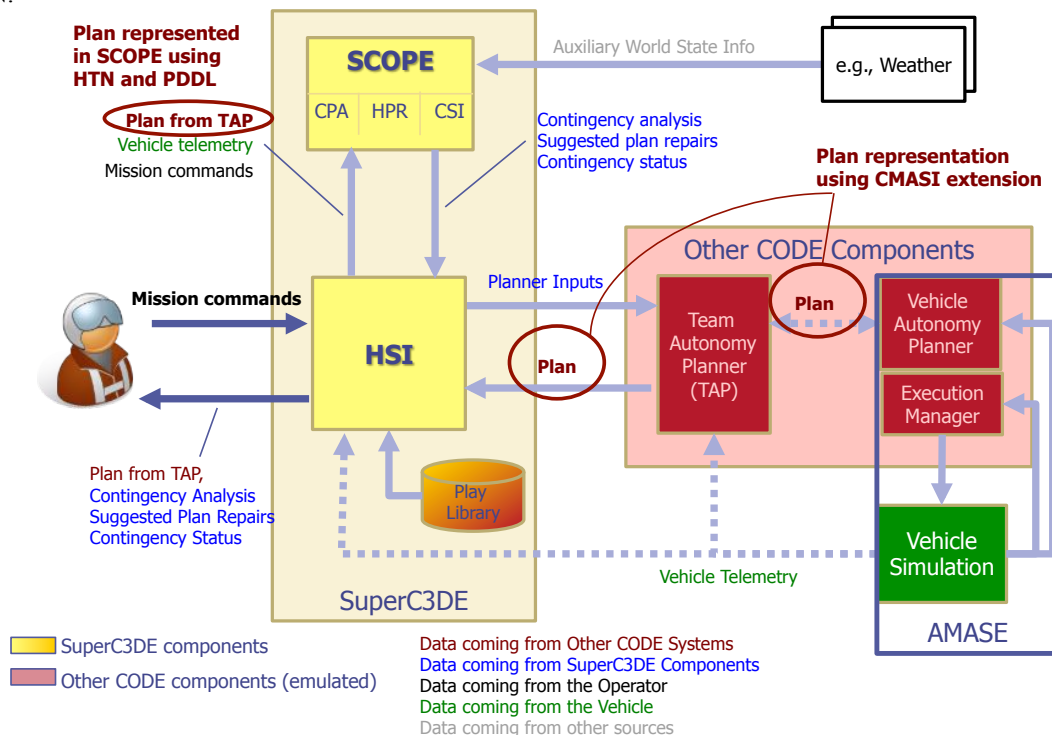 Plan represented
in SCOPE using
HTN and PDDL
SCOPE
CPA
HPR
CSI
Auxiliary World State Info
e.g., Weather
Plan from TAP
Vehicle telemetry
Mission commands
Contingency analysis
Suggested plan repairs
Contingency status
Plan representation
using CMASI extension
Other CODE Components
Mission commands
HSI
Planner Inputs
Plan
Team
Autonomy
Planner
(TAP)
Plan
Vehicle
Autonomy
Planner
Execution
Manager
Plan from TAP,
Contingency Analysis
Suggested Plan Repairs
Contingency Status
Play
Library
Vehicle Telemetry
Vehicle
Simulation
SuperC3DE
AMASE
SuperC3DE components
Other CODE components (emulated)
Data coming from Other CODE Systems
Data coming from SuperC3DE Components
Data coming from the Operator
Data coming from the Vehicle
Data coming from other sources